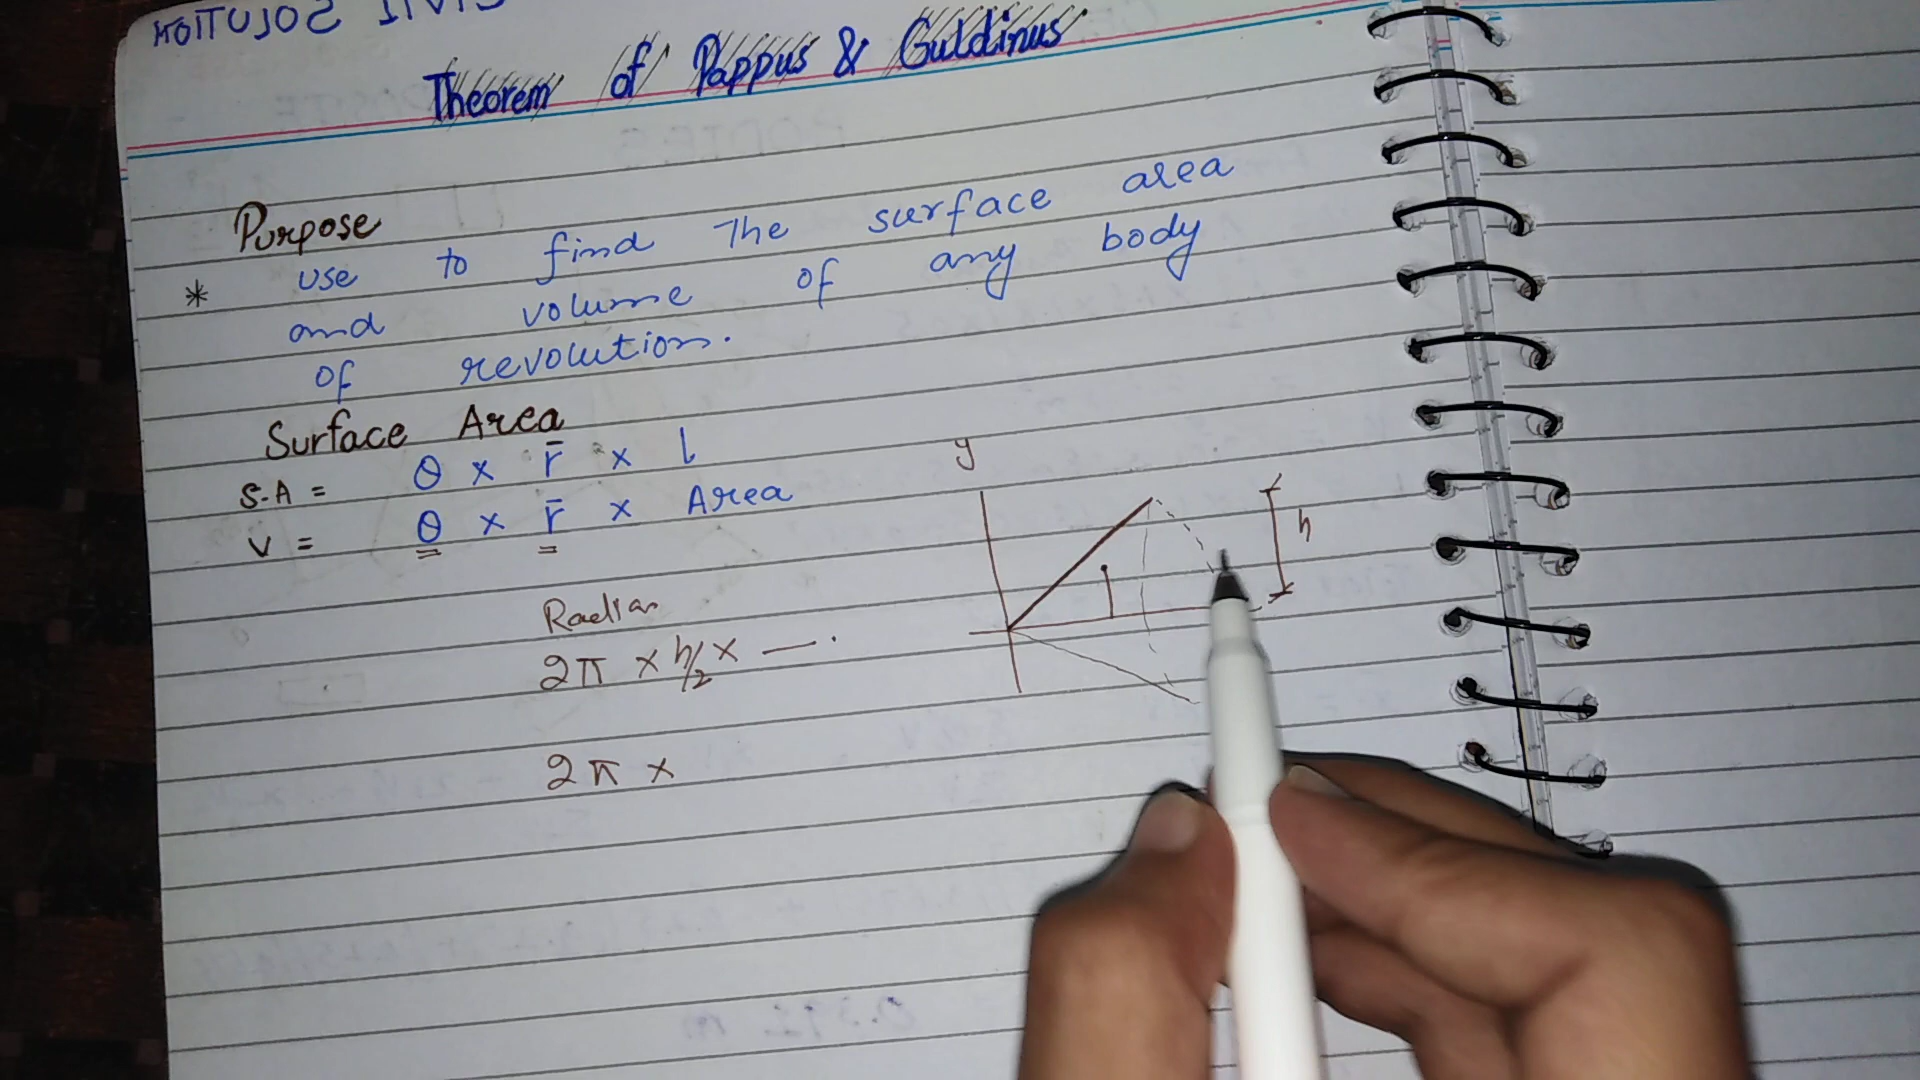 Theorem of Pappus & Guldinus
Purpose
* use to find The surface area
and volume of any body
of revolution.
Surface Area
S.A = θ x r̄ x l
V = θ x r̄ x Area
Radian
2π x h/2 x — .
2π x
y
h